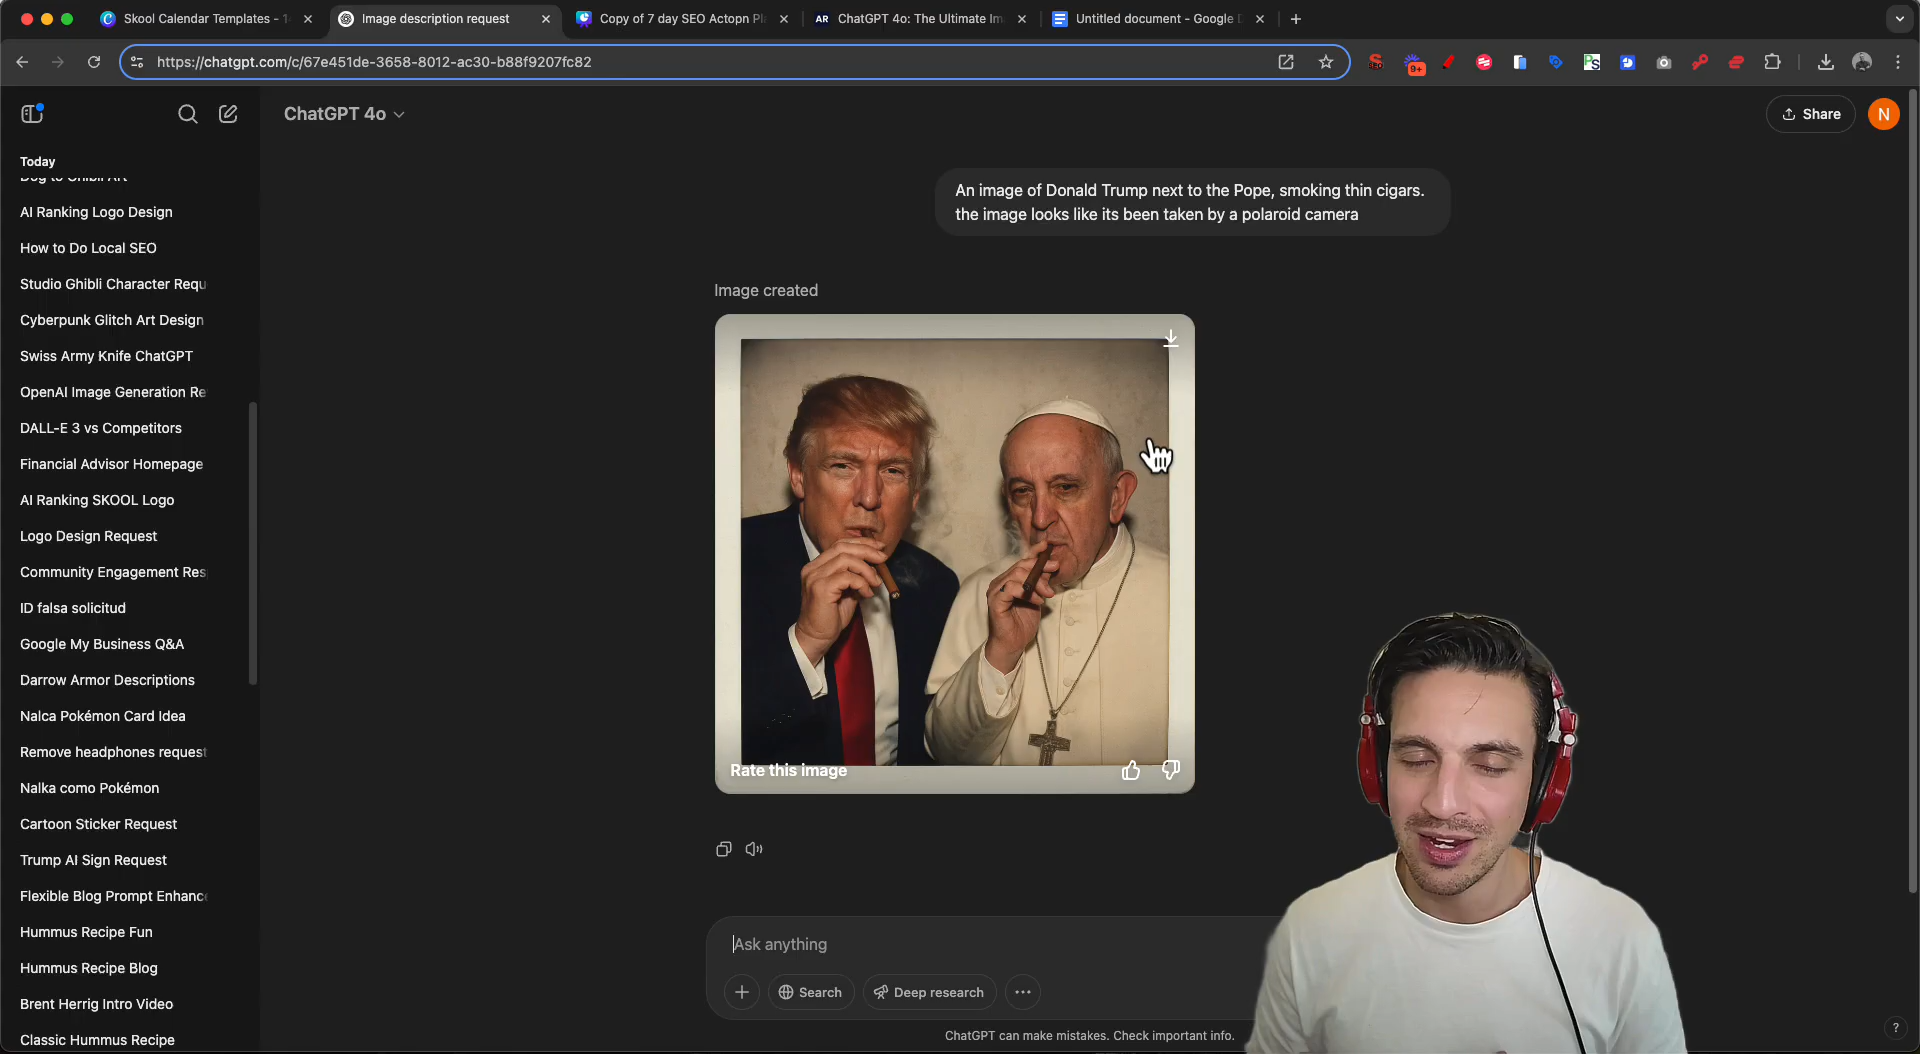 Skool Calendar Templates - 1
Image description request
Copy of 7 day SEO Actopn Pl
AR
ChatGPT 4o: The Ultimate Im
Untitled document - Google D
https://chatgpt.com/c/67e451de-3658-8012-ac30-b88f9207fc82
SEO
9+
ChatGPT 4o
Share
N
Today
Dog to Ghibli Art
AI Ranking Logo Design
How to Do Local SEO
Studio Ghibli Character Requ
Cyberpunk Glitch Art Design
Swiss Army Knife ChatGPT
OpenAI Image Generation Re
DALL-E 3 vs Competitors
Financial Advisor Homepage
AI Ranking SKOOL Logo
Logo Design Request
Community Engagement Res
ID falsa solicitud
Google My Business Q&A
Darrow Armor Descriptions
Nalca Pokémon Card Idea
Remove headphones request
Nalka como Pokémon
Cartoon Sticker Request
Trump AI Sign Request
Flexible Blog Prompt Enhance
Hummus Recipe Fun
Hummus Recipe Blog
Brent Herrig Intro Video
Classic Hummus Recipe
An image of Donald Trump next to the Pope, smoking thin cigars.
the image looks like its been taken by a polaroid camera
Image created
Rate this image
Ask anything
Search
Deep research
ChatGPT can make mistakes. Check important info.
?